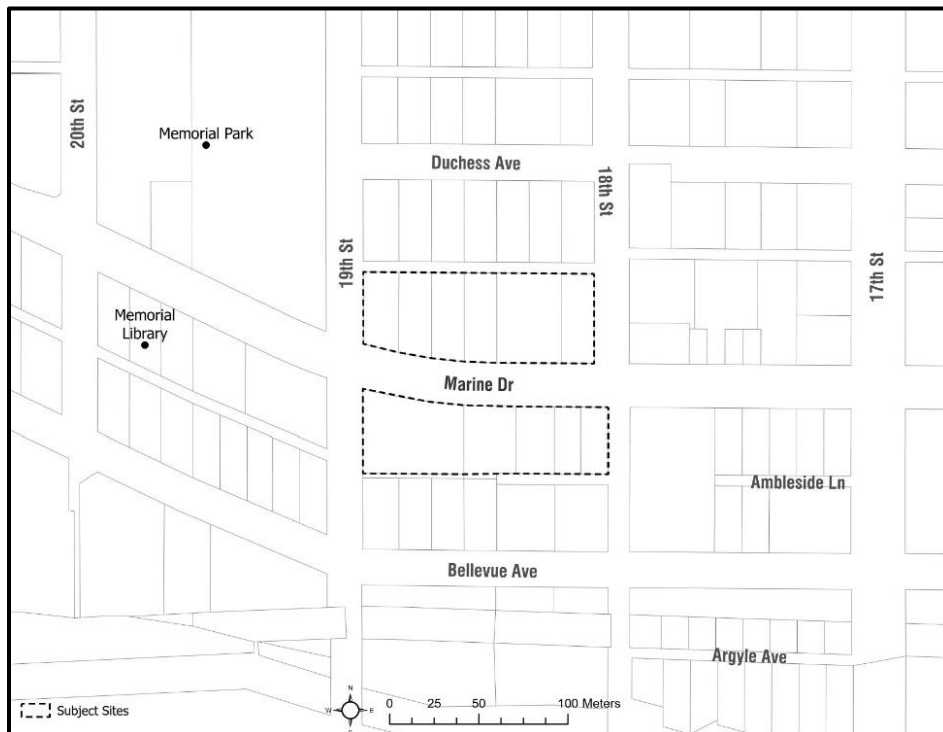 20th St
Memorial Park
Duchess Ave
18th St
19th St
17th St
Memorial
Library
Marine Dr
Ambleside Ln
Bellevue Ave
Argyle Ave
Subject Sites
N
W
E
S
0 25 50 100 Meters